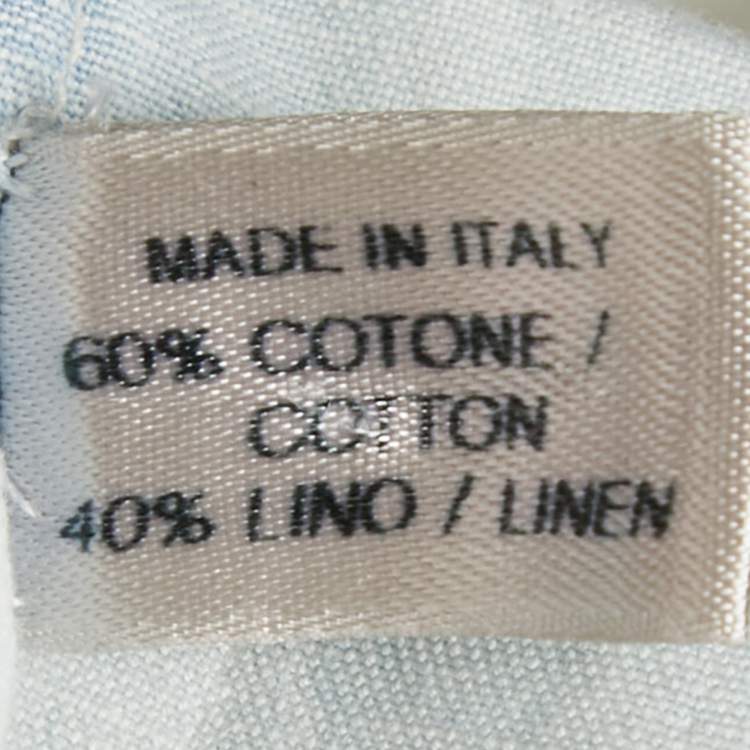 MADE IN ITALY
60% COTONE /
COTTON
40% LINO / LINEN